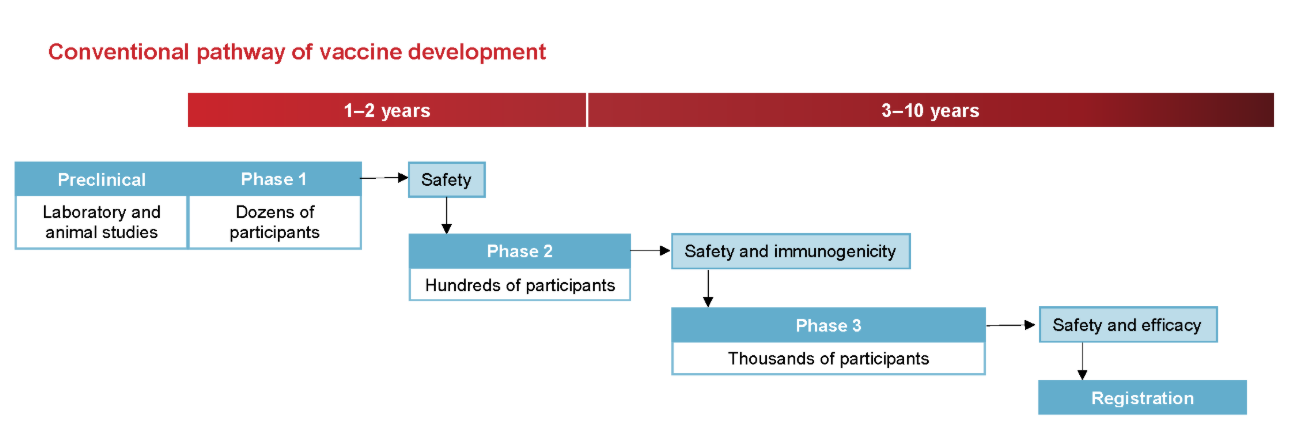 Conventional pathway of vaccine development
1–2 years
3–10 years
Preclinical
Laboratory and
animal studies
Phase 1
Dozens of
participants
Safety
Phase 2
Hundreds of participants
Safety and immunogenicity
Phase 3
Thousands of participants
Safety and efficacy
Registration